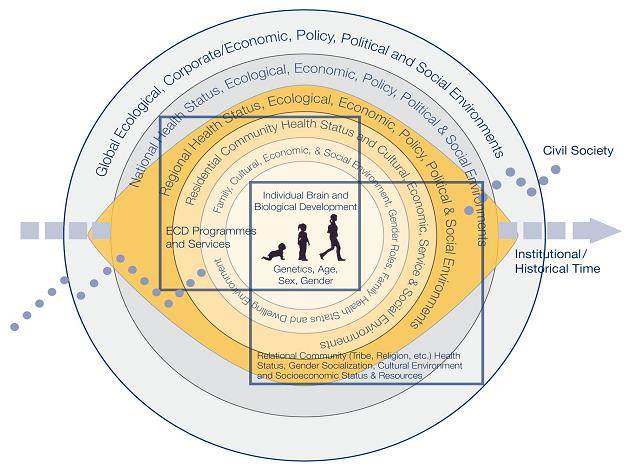 Global Ecological, Corporate/Economic, Policy, Political and Social Environments
National Health Status, Ecological, Economic, Policy, Political & Social Environments
Regional Health Status, Ecological, Economic, Policy, Political & Social Environments
Residential Community Health Status and Cultural, Economic, Service & Social Environments
Family, Cultural, Economic, & Social Environment, Gender Roles, Family Health Status and Dwelling Environment
Civil Society
Individual Brain and
Biological Development
ECD Programmes
and Services
Institutional/
Historical Time
Genetics, Age,
Sex, Gender
Relational Community (Tribe, Religion, etc.) Health
Status, Gender Socialization, Cultural Environment
and Socioeconomic Status & Resources